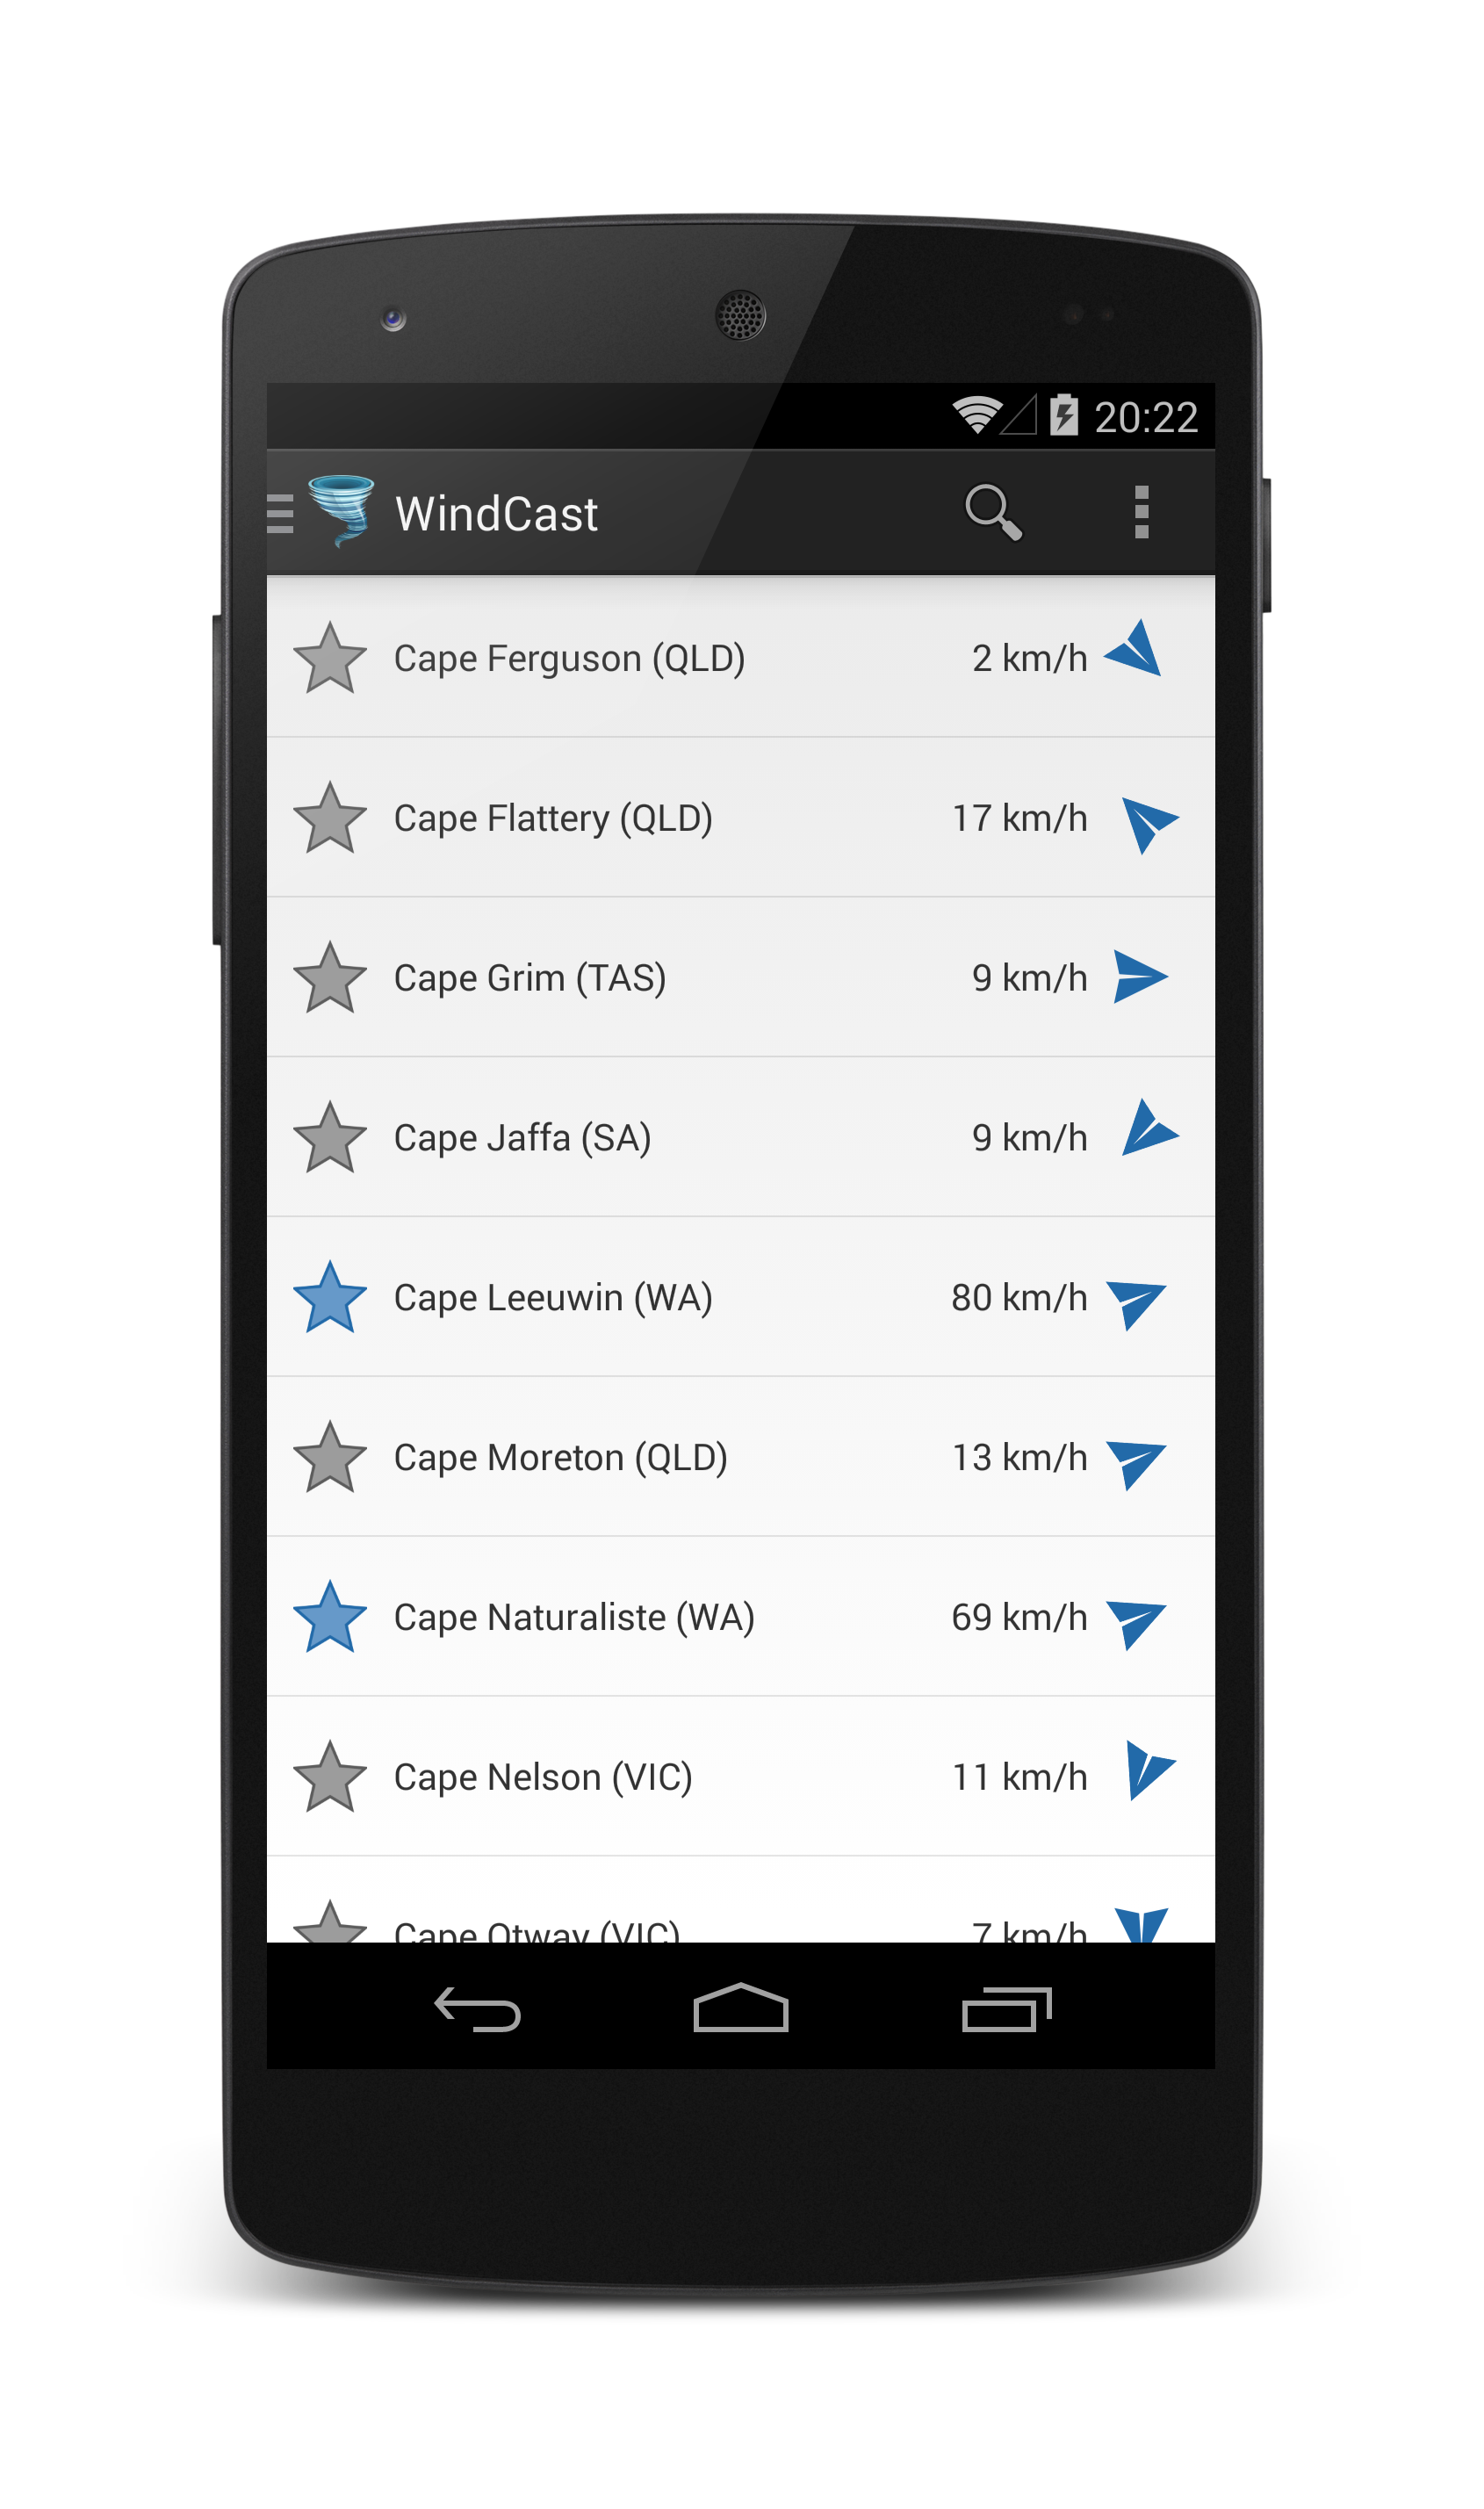 20:22
WindCast
Cape Ferguson (QLD) 2 km/h
Cape Flattery (QLD) 17 km/h
Cape Grim (TAS) 9 km/h
Cape Jaffa (SA) 9 km/h
Cape Leeuwin (WA) 80 km/h
Cape Moreton (QLD) 13 km/h
Cape Naturaliste (WA) 69 km/h
Cape Nelson (VIC) 11 km/h
Cape Otway (VIC) 7 km/h